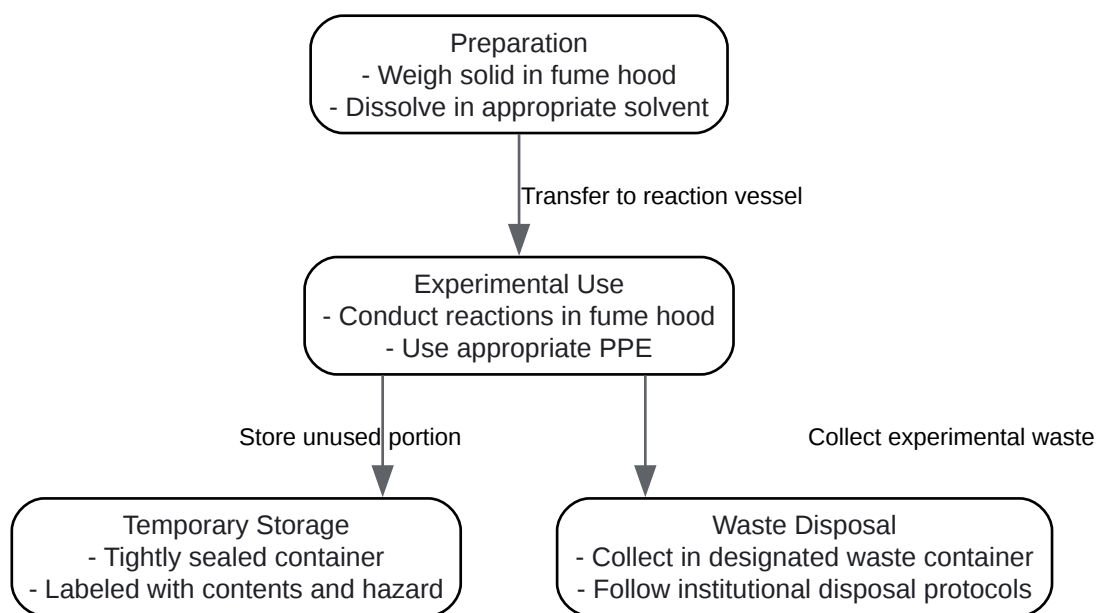 Preparation
- Weigh solid in fume hood
- Dissolve in appropriate solvent
Transfer to reaction vessel
Experimental Use
- Conduct reactions in fume hood
- Use appropriate PPE
Store unused portion
Collect experimental waste
Temporary Storage
- Tightly sealed container
- Labeled with contents and hazard
Waste Disposal
- Collect in designated waste container
- Follow institutional disposal protocols